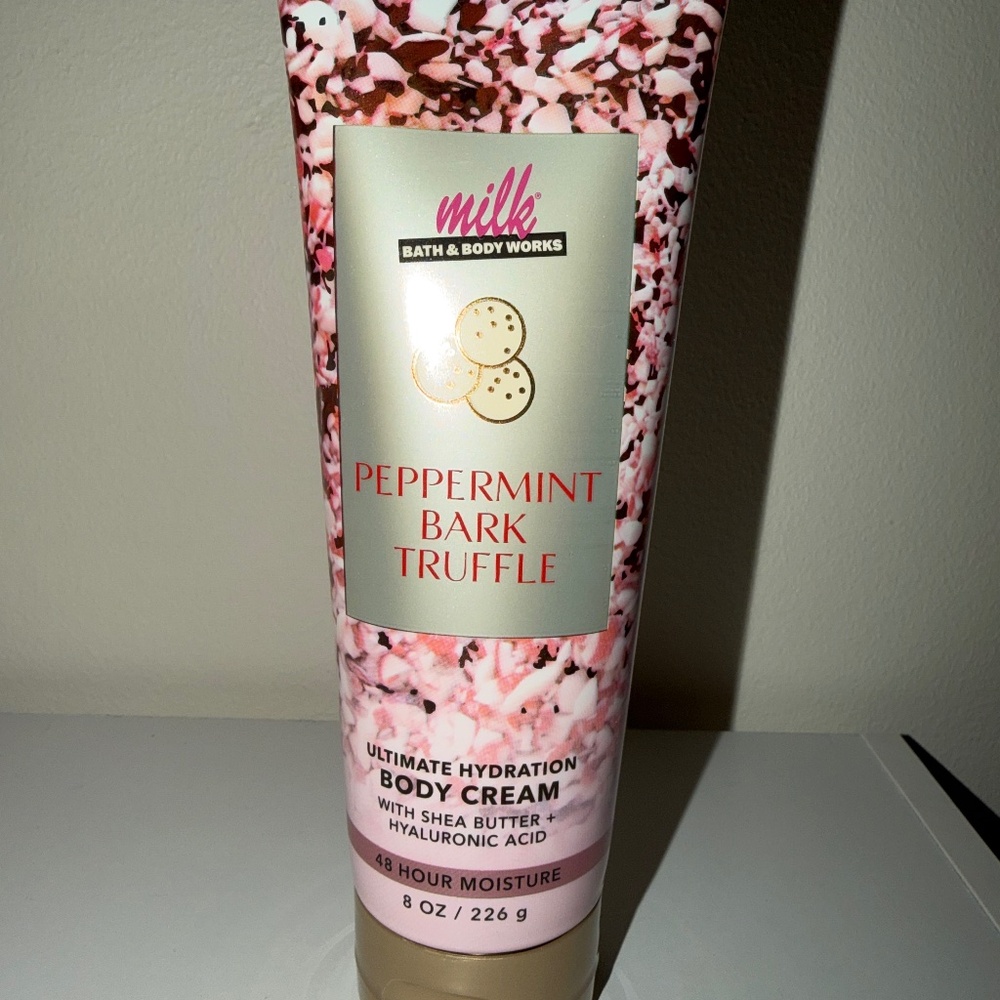 milk®
BATH & BODY WORKS
PEPPERMINT
BARK
TRUFFLE
ULTIMATE HYDRATION
BODY CREAM
WITH SHEA BUTTER +
HYALURONIC ACID
48 HOUR MOISTURE
8 OZ / 226 g